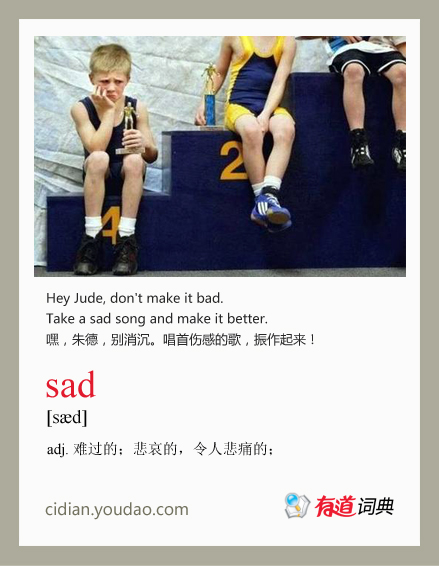 4
2
Hey Jude, don't make it bad.
Take a sad song and make it better.
嘿，朱德，别消沉。唱首伤感的歌，振作起来！
sad
[sæd]
adj. 难过的；悲哀的，令人悲痛的；
cidian.youdao.com
有道词典